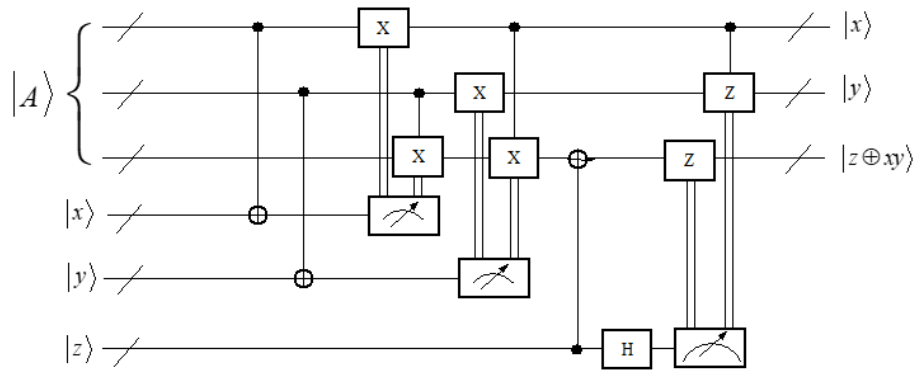 X |x⟩
|A⟩ X Z |y⟩
X X Z |z⊕xy⟩
|x⟩
|y⟩
|z⟩ H